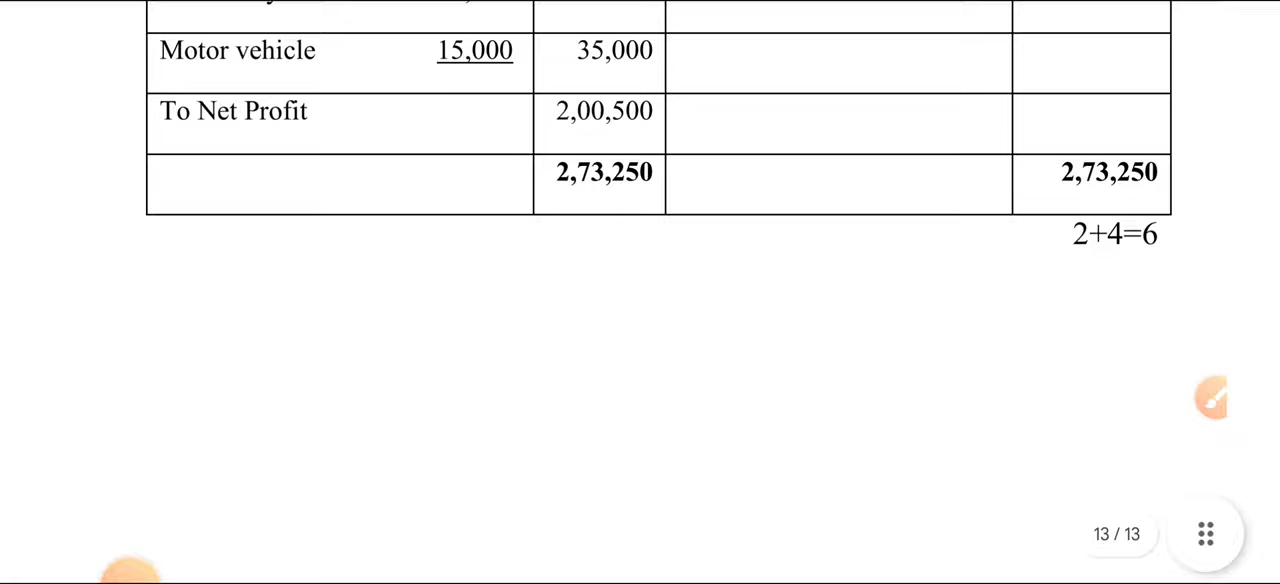 Motor vehicle 15,000 35,000
To Net Profit 2,00,500
2,73,250 2,73,250
2+4=6
13 / 13